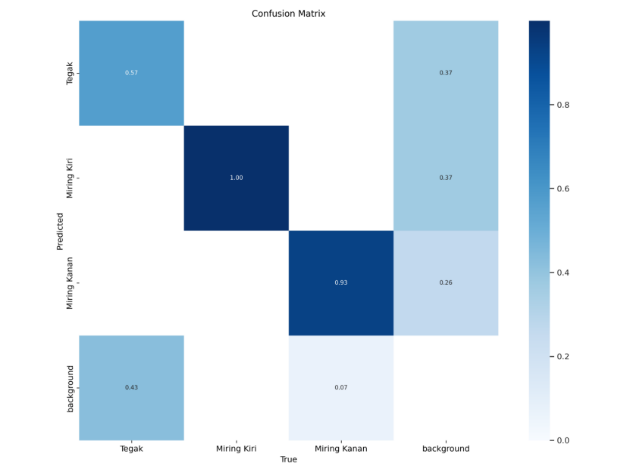 Confusion Matrix
Tegak
0.57
0.37
0.8
Miring Kiri
1.00
0.37
0.6
Predicted
Miring Kanan
0.93
0.26
0.4
0.2
background
0.43
0.07
0.0
Tegak
Miring Kiri
Miring Kanan
background
True